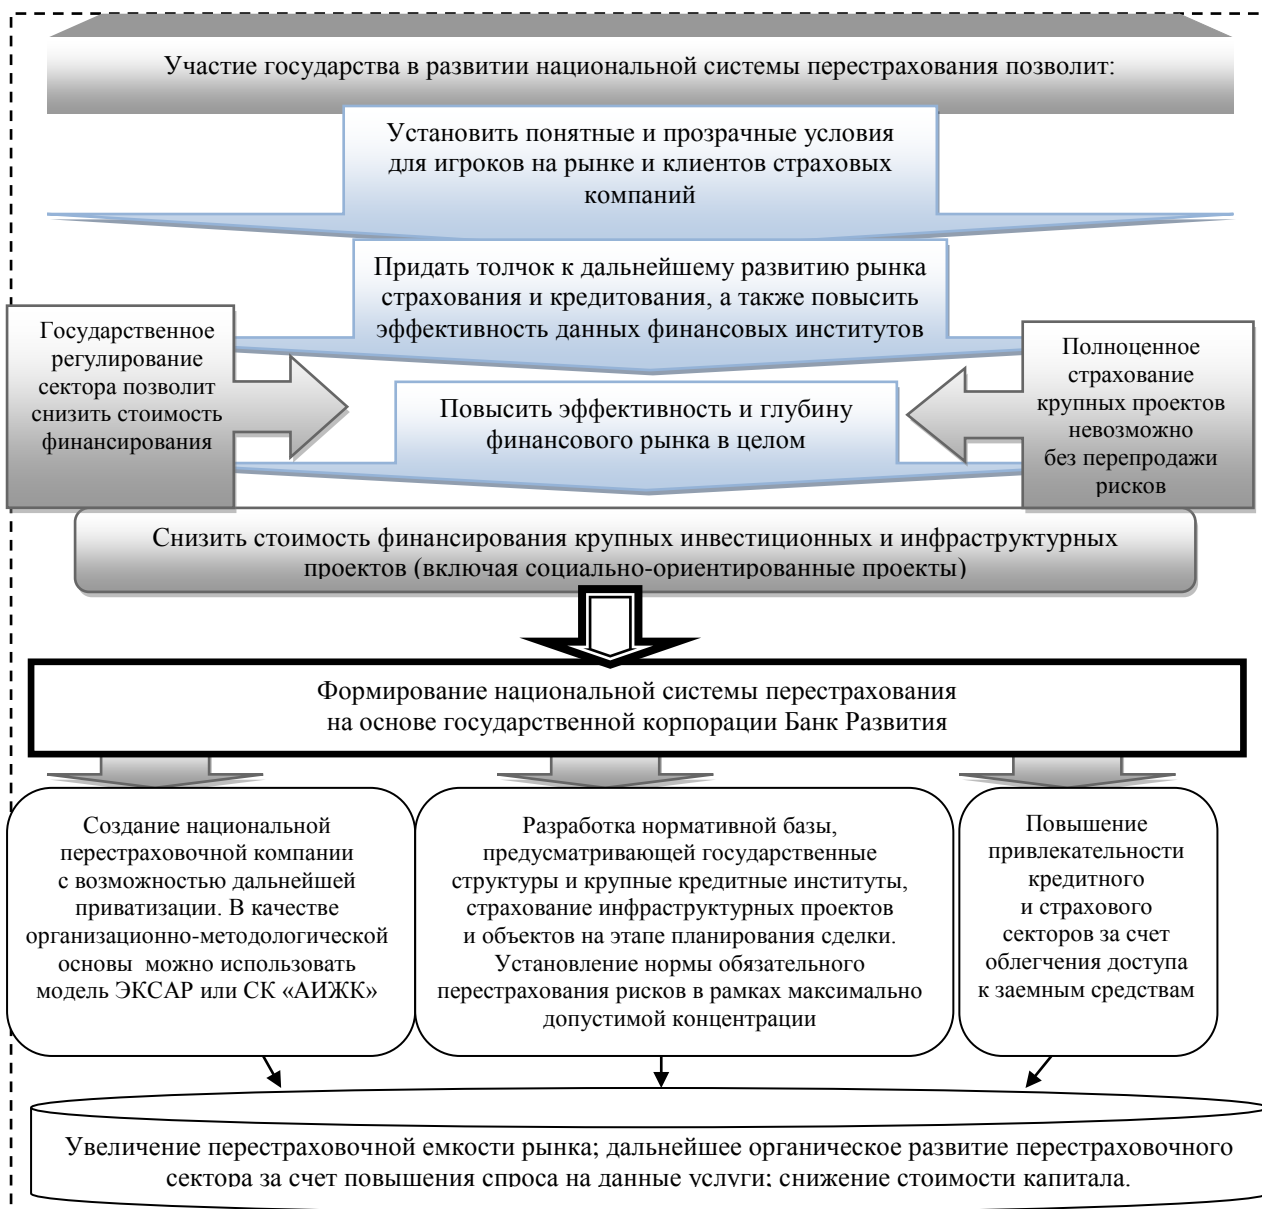 Участие государства в развитии национальной системы перестрахования позволит:
Установить понятные и прозрачные условия
для игроков на рынке и клиентов страховых
компаний
Придать толчок к дальнейшему развитию рынка
страхования и кредитования, а также повысить
эффективность данных финансовых институтов
Государственное
регулирование
сектора позволит
снизить стоимость
финансирования
Повысить эффективность и глубину
финансового рынка в целом
Полноценное
страхование
крупных проектов
невозможно
без перепродажи
рисков
Снизить стоимость финансирования крупных инвестиционных и инфраструктурных
проектов (включая социально-ориентированные проекты)
Формирование национальной системы перестрахования
на основе государственной корпорации Банк Развития
Создание национальной
перестраховочной компании
с возможностью дальнейшей
приватизации. В качестве
организационно-методологической
основы можно использовать
модель ЭКСАР или СК «АИЖК»
Разработка нормативной базы,
предусматривающей государственные
структуры и крупные кредитные институты,
страхование инфраструктурных проектов
и объектов на этапе планирования сделки.
Установление нормы обязательного
перестрахования рисков в рамках максимально
допустимой концентрации
Повышение
привлекательности
кредитного
и страхового
секторов за счет
облегчения доступа
к заемным средствам
Увеличение перестраховочной емкости рынка; дальнейшее органическое развитие перестраховочного
сектора за счет повышения спроса на данные услуги; снижение стоимости капитала.